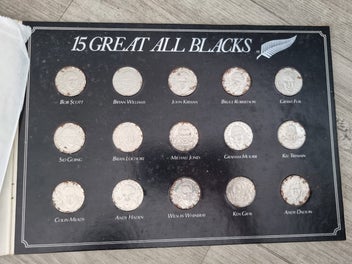 15 GREAT ALL BLACKS
BOB SCOTT BRYAN WILLIAMS JOHN KIRWAN BRUCE ROBERTSON GRANT FOX
SID GOING BRIAN LOCHORE MICHAEL JONES GRAHAM MOURIE KEL TREMAIN
COLIN MEADS ANDY HADEN WILSON WHINERAY KEN GRAY ANDY DALTON